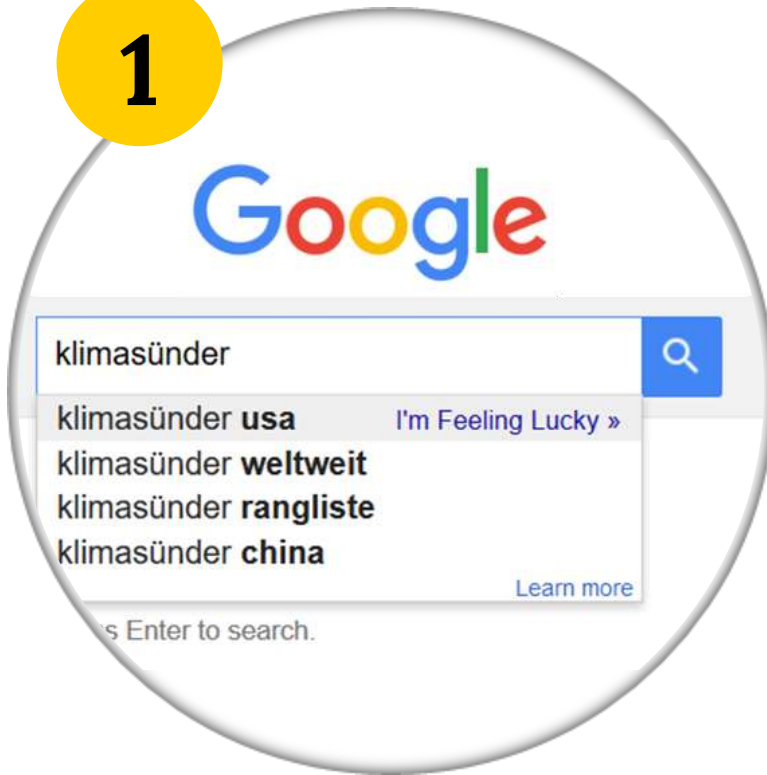 1
Google
klimasünder
klimasünder usa I'm Feeling Lucky »
klimasünder weltweit
klimasünder rangliste
klimasünder china
Learn more
Enter to search.